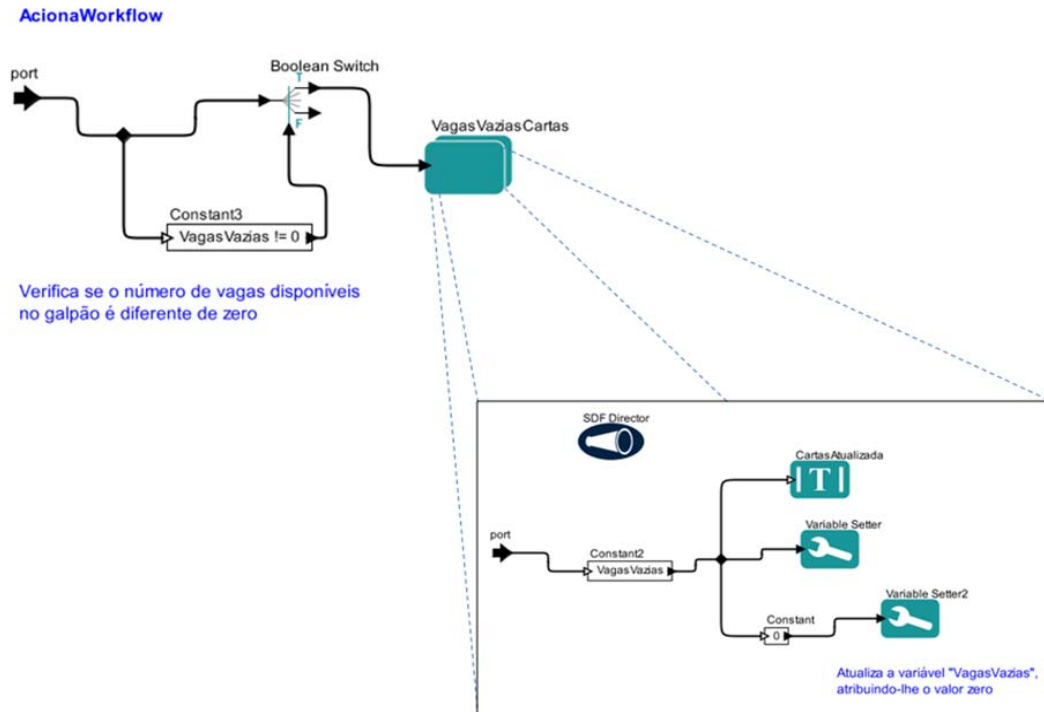 AcionaWorkflow
port
Boolean Switch
T
F
VagasVaziasCartas
Constant3
VagasVazias != 0
Verifica se o número de vagas disponíveis
no galpão é diferente de zero
SDF Director
CartasAtualizada
T
port
Constant2
VagasVazias
Variable Setter
Constant
0
Variable Setter2
Atualiza a variável "VagasVazias",
atribuindo-lhe o valor zero